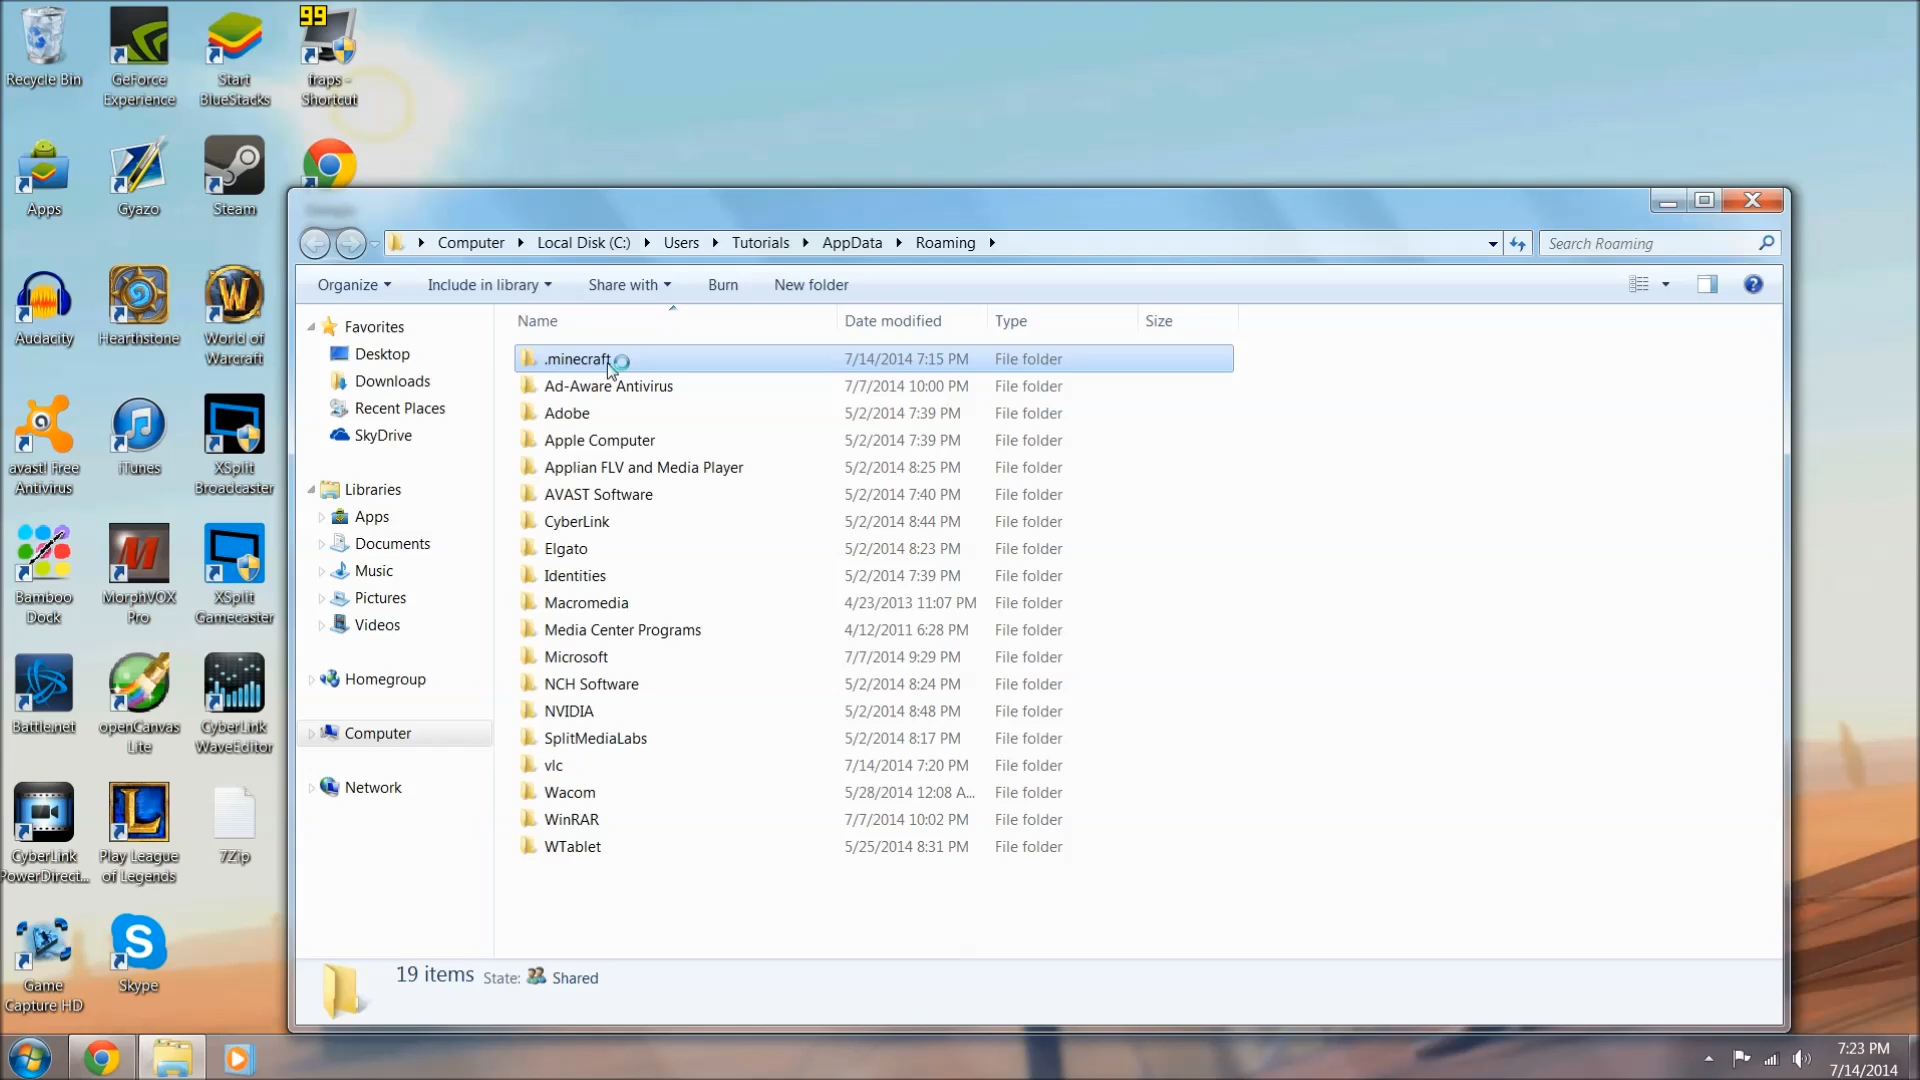 99
Recycle Bin
GeForce Experience
Start BlueStacks
fraps - Shortcut
Apps
Gyazo
Steam
Audacity
Hearthstone
World of Warcraft
avast! Free Antivirus
iTunes
XSplit Broadcaster
Bamboo Dock
MorphVOX Pro
XSplit Gamecaster
Battle.net
openCanvas Lite
CyberLink WaveEditor
CyberLink PowerDirect...
Play League of Legends
7Zip
Game Capture HD
Skype
Computer Local Disk (C:) Users Tutorials AppData Roaming
Search Roaming
Organize Include in library Share with Burn New folder
Favorites
Desktop
Downloads
Recent Places
SkyDrive
Libraries
Apps
Documents
Music
Pictures
Videos
Homegroup
Computer
Network
Name Date modified Type Size
.minecraft 7/14/2014 7:15 PM File folder
Ad-Aware Antivirus 7/7/2014 10:00 PM File folder
Adobe 5/2/2014 7:39 PM File folder
Apple Computer 5/2/2014 7:39 PM File folder
Applian FLV and Media Player 5/2/2014 8:25 PM File folder
AVAST Software 5/2/2014 7:40 PM File folder
CyberLink 5/2/2014 8:44 PM File folder
Elgato 5/2/2014 8:23 PM File folder
Identities 5/2/2014 7:39 PM File folder
Macromedia 4/23/2013 11:07 PM File folder
Media Center Programs 4/12/2011 6:28 PM File folder
Microsoft 7/7/2014 9:29 PM File folder
NCH Software 5/2/2014 8:24 PM File folder
NVIDIA 5/2/2014 8:48 PM File folder
SplitMediaLabs 5/2/2014 8:17 PM File folder
vlc 7/14/2014 7:20 PM File folder
Wacom 5/28/2014 12:08 A... File folder
WinRAR 7/7/2014 10:02 PM File folder
WTablet 5/25/2014 8:31 PM File folder
19 items State: Shared
7:23 PM
7/14/2014